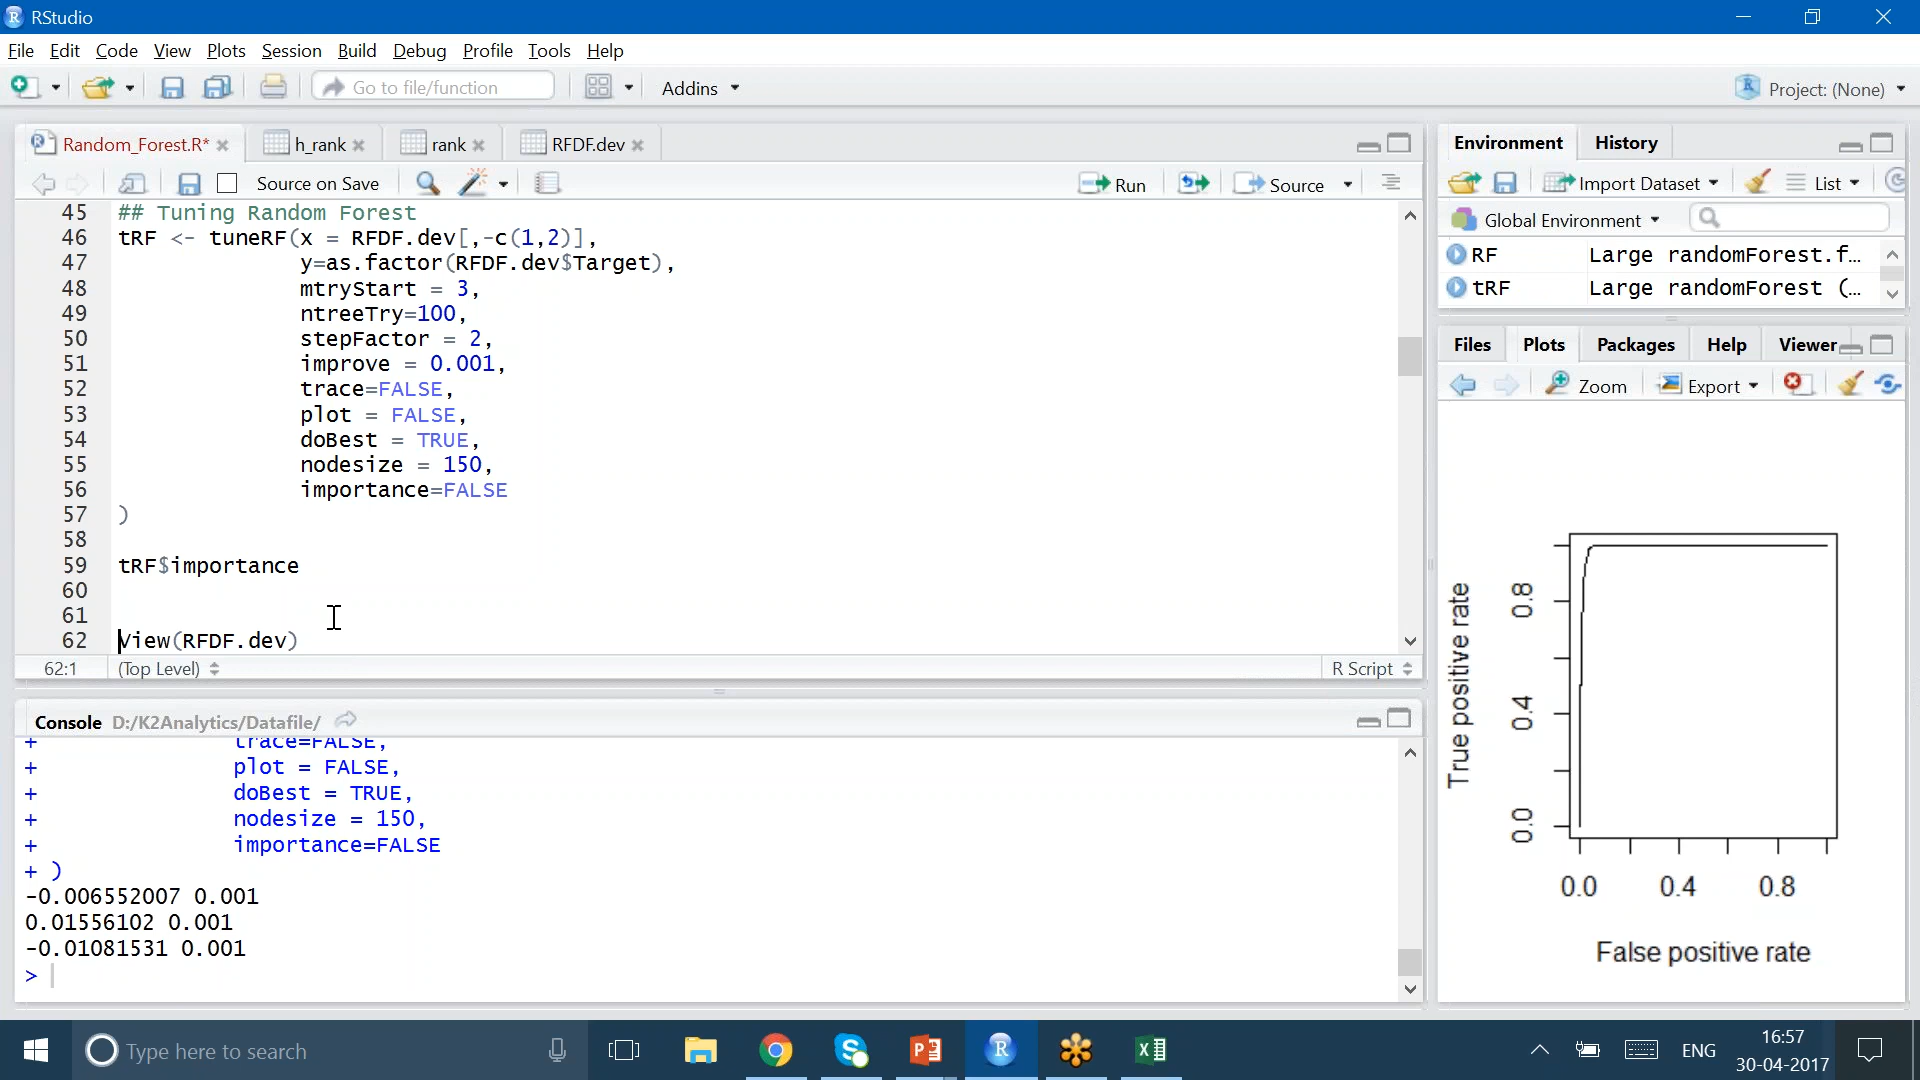 RStudio
File Edit Code View Plots Session Build Debug Profile Tools Help
Go to file/function Addins Project: (None)
Random_Forest.R* h_rank rank RFDF.dev
Source on Save Run Source
45 ## Tuning Random Forest
46 tRF <- tuneRF(x = RFDF.dev[,-c(1,2)],
47 y=as.factor(RFDF.dev$Target),
48 mtryStart = 3,
49 ntreeTry=100,
50 stepFactor = 2,
51 improve = 0.001,
52 trace=FALSE,
53 plot = FALSE,
54 doBest = TRUE,
55 nodesize = 150,
56 importance=FALSE
57 )
58
59 tRF$importance
60
61
62 View(RFDF.dev)
62:1 (Top Level) R Script
Console D:/K2Analytics/Datafile/
+ trace=FALSE,
+ plot = FALSE,
+ doBest = TRUE,
+ nodesize = 150,
+ importance=FALSE
+ )
-0.006552007 0.001
0.01556102 0.001
-0.01081531 0.001
>
Environment History
Import Dataset List
Global Environment
RF Large randomForest.f…
tRF Large randomForest (…
Files Plots Packages Help Viewer
Zoom Export
True positive rate
0.8
0.4
0.0
0.0 0.4 0.8
False positive rate
Type here to search
ENG
16:57
30-04-2017